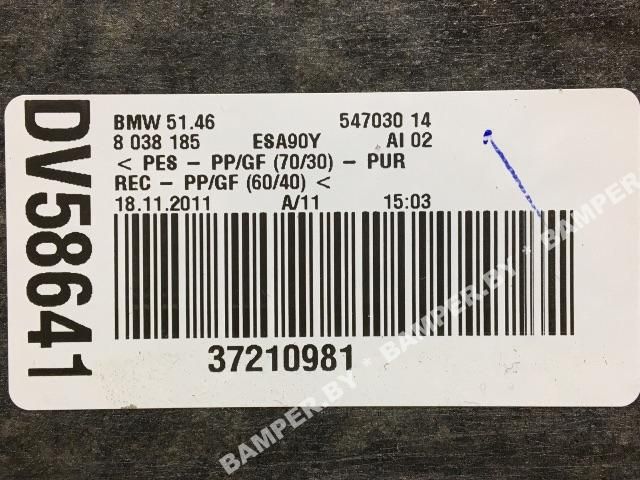 DV58641
BMW 51.46 547030 14
8 038 185 ESA90Y AI 02
< PES - PP/GF (70/30) - PUR
REC - PP/GF (60/40) <
18.11.2011 A/11 15:03
37210981
BAMPER.BY * BAMPER.BY * BAMPER.BY